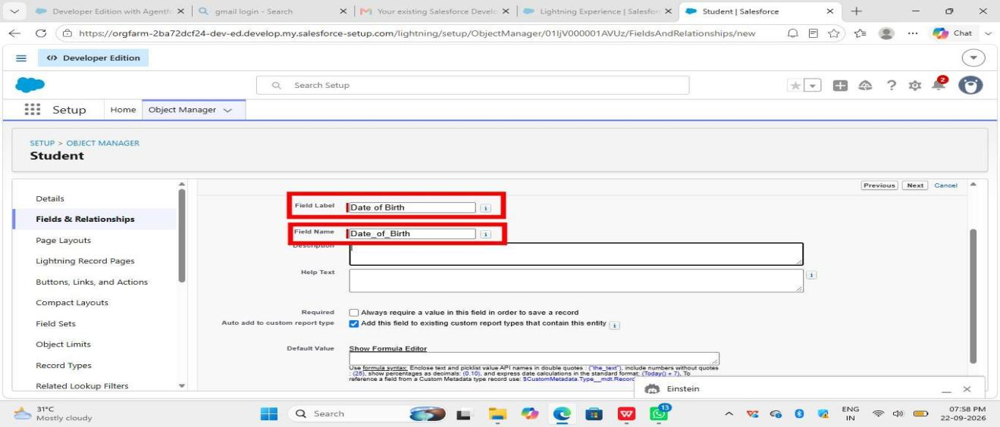 Developer Edition with Agentfo
gmail login - Search
Your existing Salesforce Develo
Lightning Experience | Salesforc
Student | Salesforce
https://orgfarm-2ba72dcf24-dev-ed.develop.my.salesforce-setup.com/lightning/setup/ObjectManager/01IjV000001AVUz/FieldsAndRelationships/new
Chat
Developer Edition
Search Setup
2
Setup
Home
Object Manager
SETUP > OBJECT MANAGER
Student
Details
Fields & Relationships
Page Layouts
Lightning Record Pages
Buttons, Links, and Actions
Compact Layouts
Field Sets
Object Limits
Record Types
Related Lookup Filters
Previous Next Cancel
Field Label Date of Birth
Field Name Date_of_Birth
Description
Help Text
Required Always require a value in this field in order to save a record
Auto add to custom report type Add this field to existing custom report types that contain this entity
Default Value Show Formula Editor
Use formula syntax: Enclose text and picklist value API names in double quotes : ("the_text"), include numbers without quotes
: (25), show percentages as decimals: (0.10), and express date calculations in the standard format: (Today() + 7), To
reference a field from a Custom Metadata type record use: $CustomMetadata.Type__mdt.Recor
Einstein
31°C
Mostly cloudy
Search
13
ENG
IN
07:58 PM
22-09-2026